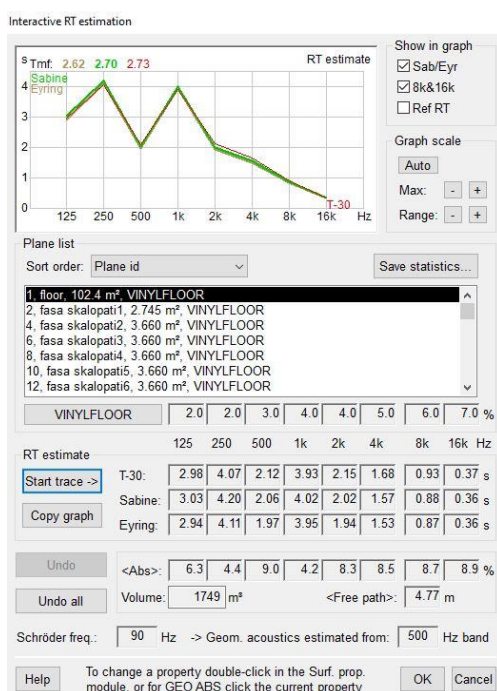 Interactive RT estimation
s Tmf: 2.62 2.70 2.73 RT estimate
Sabine
Eyring
4
3
2
1
0
T-30
125 250 500 1k 2k 4k 8k 16k Hz
Show in graph
Sab/Eyr
8k&16k
Ref RT
Graph scale
Auto
Max: - +
Range: - +
Plane list
Sort order: Plane id Save statistics...
1, floor, 102.4 m², VINYLFLOOR
2, fasa skalopati1, 2.745 m², VINYLFLOOR
4, fasa skalopati2, 3.660 m², VINYLFLOOR
6, fasa skalopati3, 3.660 m², VINYLFLOOR
8, fasa skalopati4, 3.660 m², VINYLFLOOR
10, fasa skalopati5, 3.660 m², VINYLFLOOR
12, fasa skalopati6, 3.660 m², VINYLFLOOR
VINYLFLOOR 2.0 2.0 3.0 4.0 4.0 5.0 6.0 7.0 %
125 250 500 1k 2k 4k 8k 16k Hz
RT estimate
Start trace -> T-30: 2.98 4.07 2.12 3.93 2.15 1.68 0.93 0.37 s
Sabine: 3.03 4.20 2.06 4.02 2.02 1.57 0.88 0.36 s
Copy graph
Eyring: 2.94 4.11 1.97 3.95 1.94 1.53 0.87 0.36 s
Undo
<Abs>: 6.3 4.4 9.0 4.2 8.3 8.5 8.7 8.9 %
Undo all Volume: 1749 m³ <Free path>: 4.77 m
Schröder freq.: 90 Hz -> Geom. acoustics estimated from: 500 Hz band
Help To change a property double-click in the Surf. prop. OK Cancel
module, or for GEO ABS click the current property